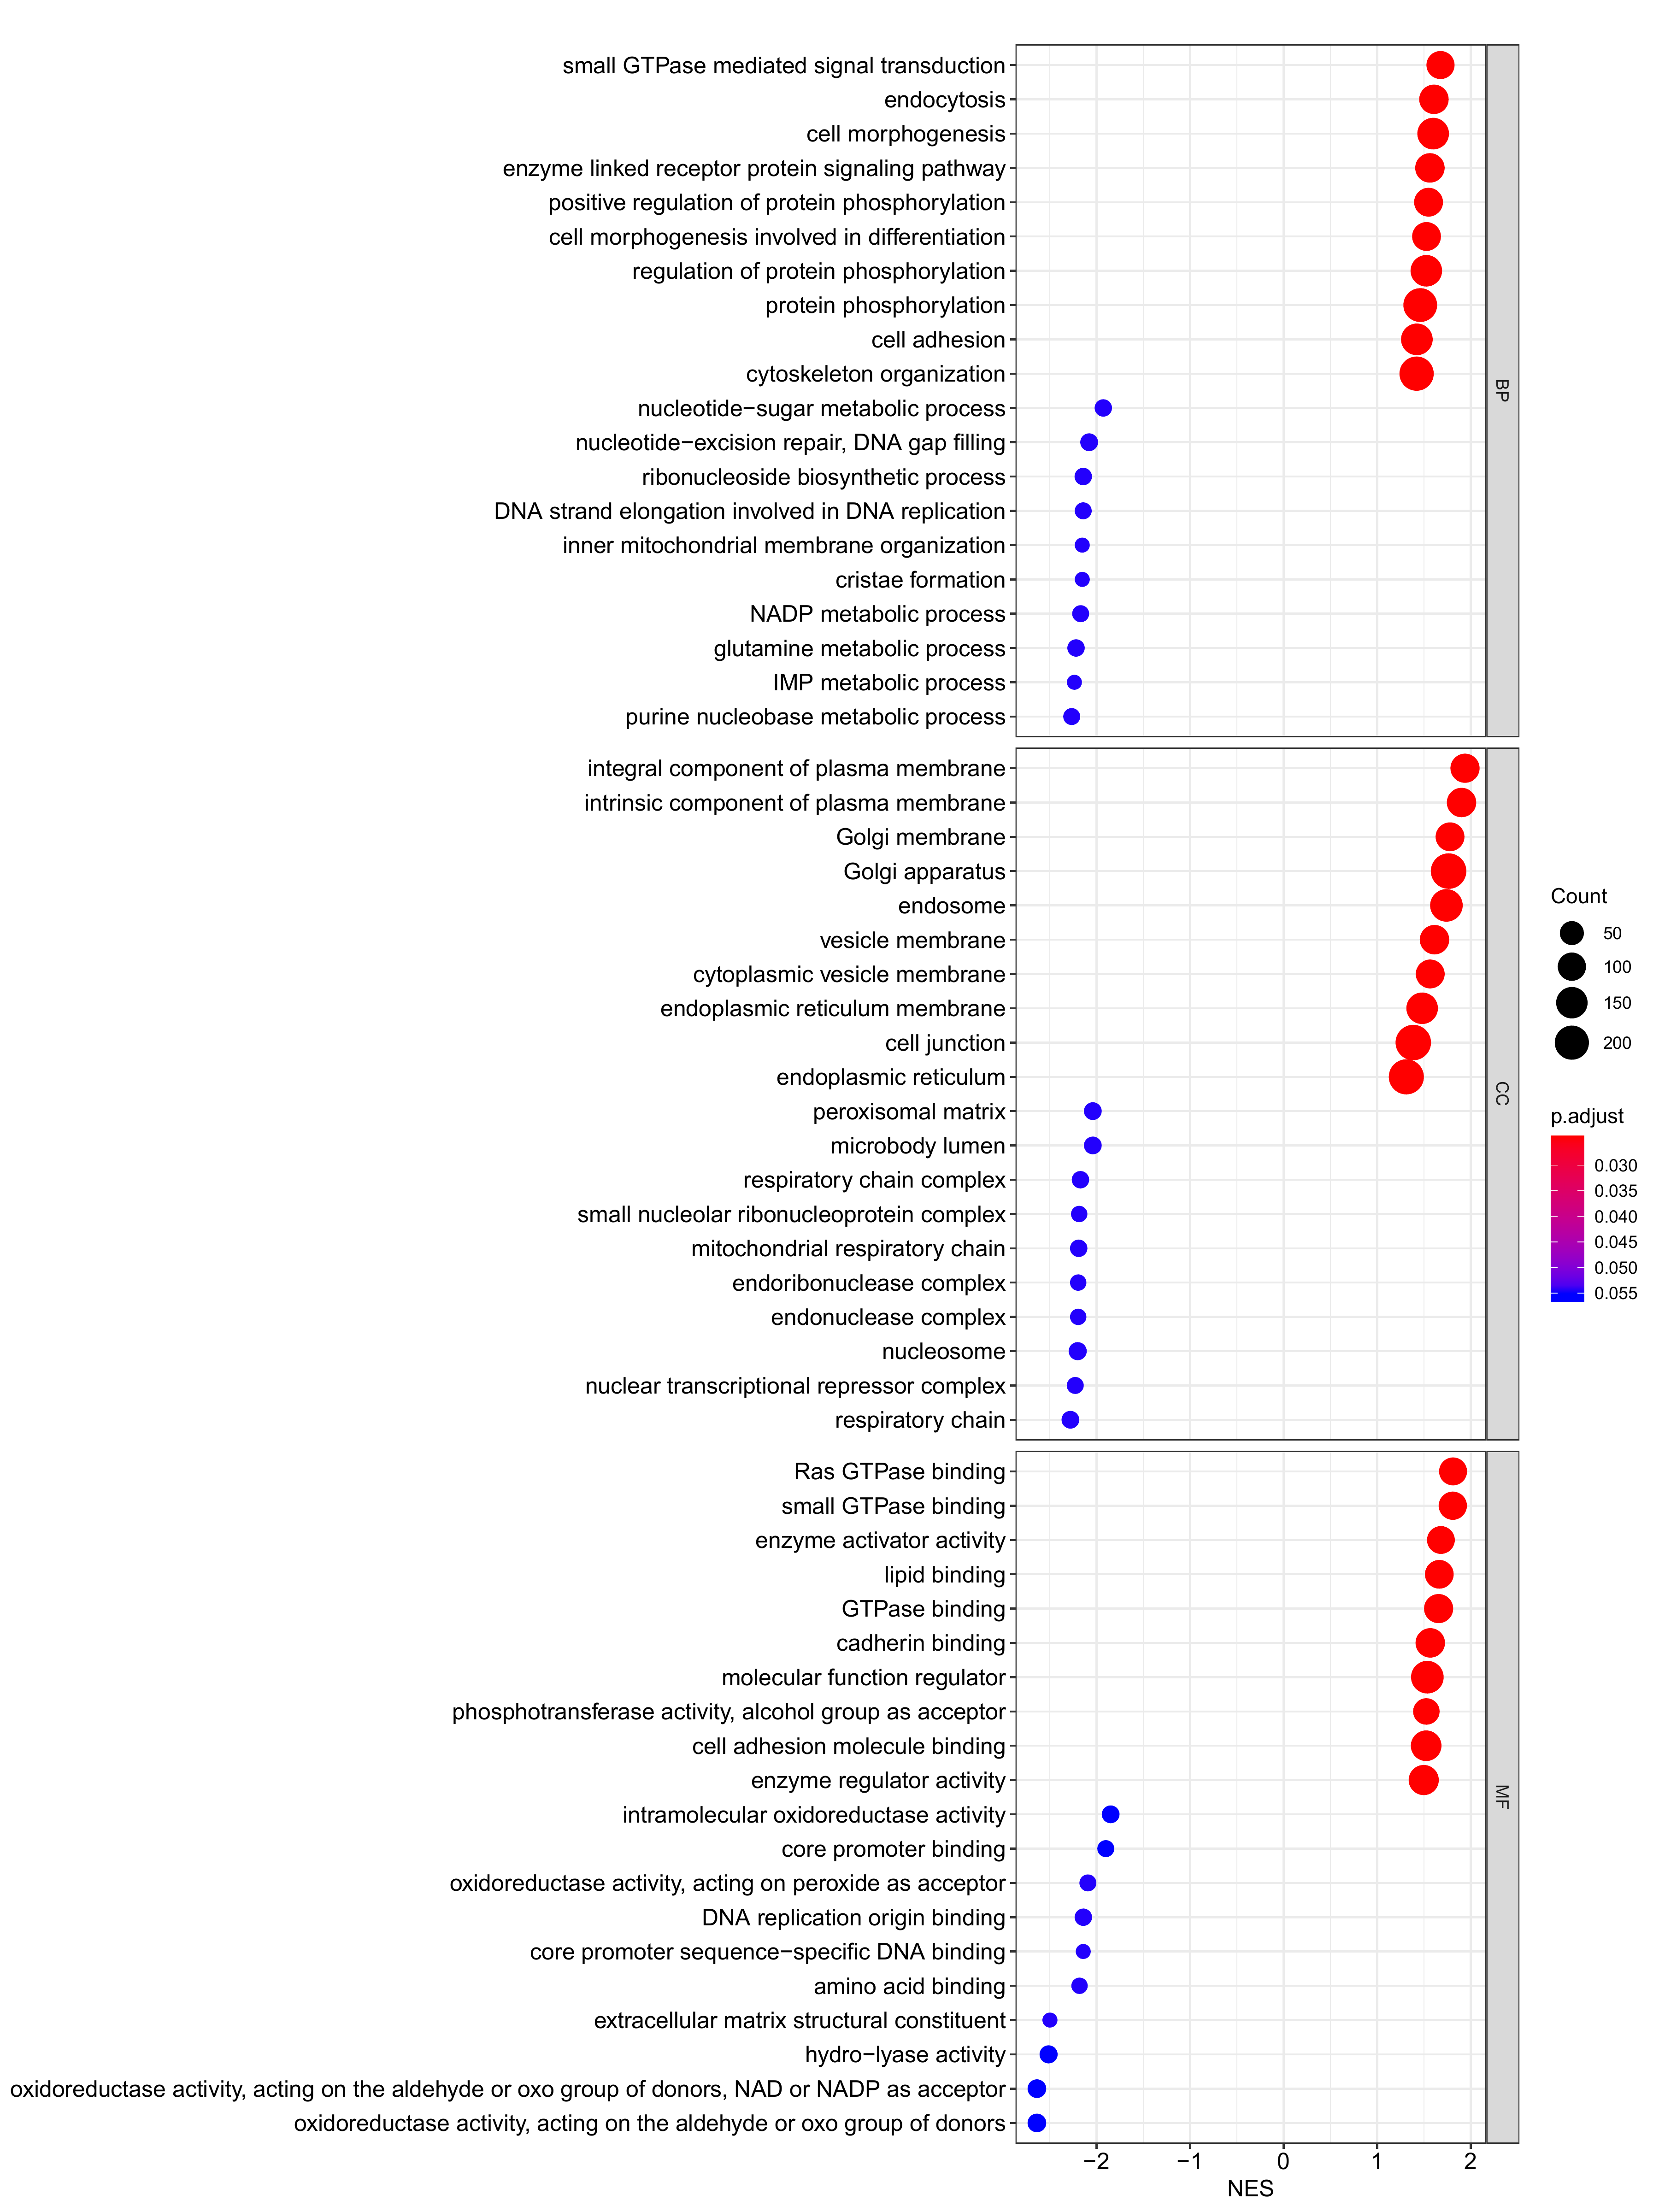 small GTPase mediated signal transduction
endocytosis
cell morphogenesis
enzyme linked receptor protein signaling pathway
positive regulation of protein phosphorylation
cell morphogenesis involved in differentiation
regulation of protein phosphorylation
protein phosphorylation
cell adhesion
cytoskeleton organization
nucleotide−sugar metabolic process
nucleotide−excision repair, DNA gap filling
ribonucleoside biosynthetic process
DNA strand elongation involved in DNA replication
inner mitochondrial membrane organization
cristae formation
NADP metabolic process
glutamine metabolic process
IMP metabolic process
purine nucleobase metabolic process
BP
integral component of plasma membrane
intrinsic component of plasma membrane
Golgi membrane
Golgi apparatus
endosome
vesicle membrane
cytoplasmic vesicle membrane
endoplasmic reticulum membrane
cell junction
endoplasmic reticulum
peroxisomal matrix
microbody lumen
respiratory chain complex
small nucleolar ribonucleoprotein complex
mitochondrial respiratory chain
endoribonuclease complex
endonuclease complex
nucleosome
nuclear transcriptional repressor complex
respiratory chain
CC
Ras GTPase binding
small GTPase binding
enzyme activator activity
lipid binding
GTPase binding
cadherin binding
molecular function regulator
phosphotransferase activity, alcohol group as acceptor
cell adhesion molecule binding
enzyme regulator activity
intramolecular oxidoreductase activity
core promoter binding
oxidoreductase activity, acting on peroxide as acceptor
DNA replication origin binding
core promoter sequence−specific DNA binding
amino acid binding
extracellular matrix structural constituent
hydro−lyase activity
oxidoreductase activity, acting on the aldehyde or oxo group of donors, NAD or NADP as acceptor
oxidoreductase activity, acting on the aldehyde or oxo group of donors
MF
−2 −1 0 1 2
NES
Count
50
100
150
200
p.adjust
0.030
0.035
0.040
0.045
0.050
0.055